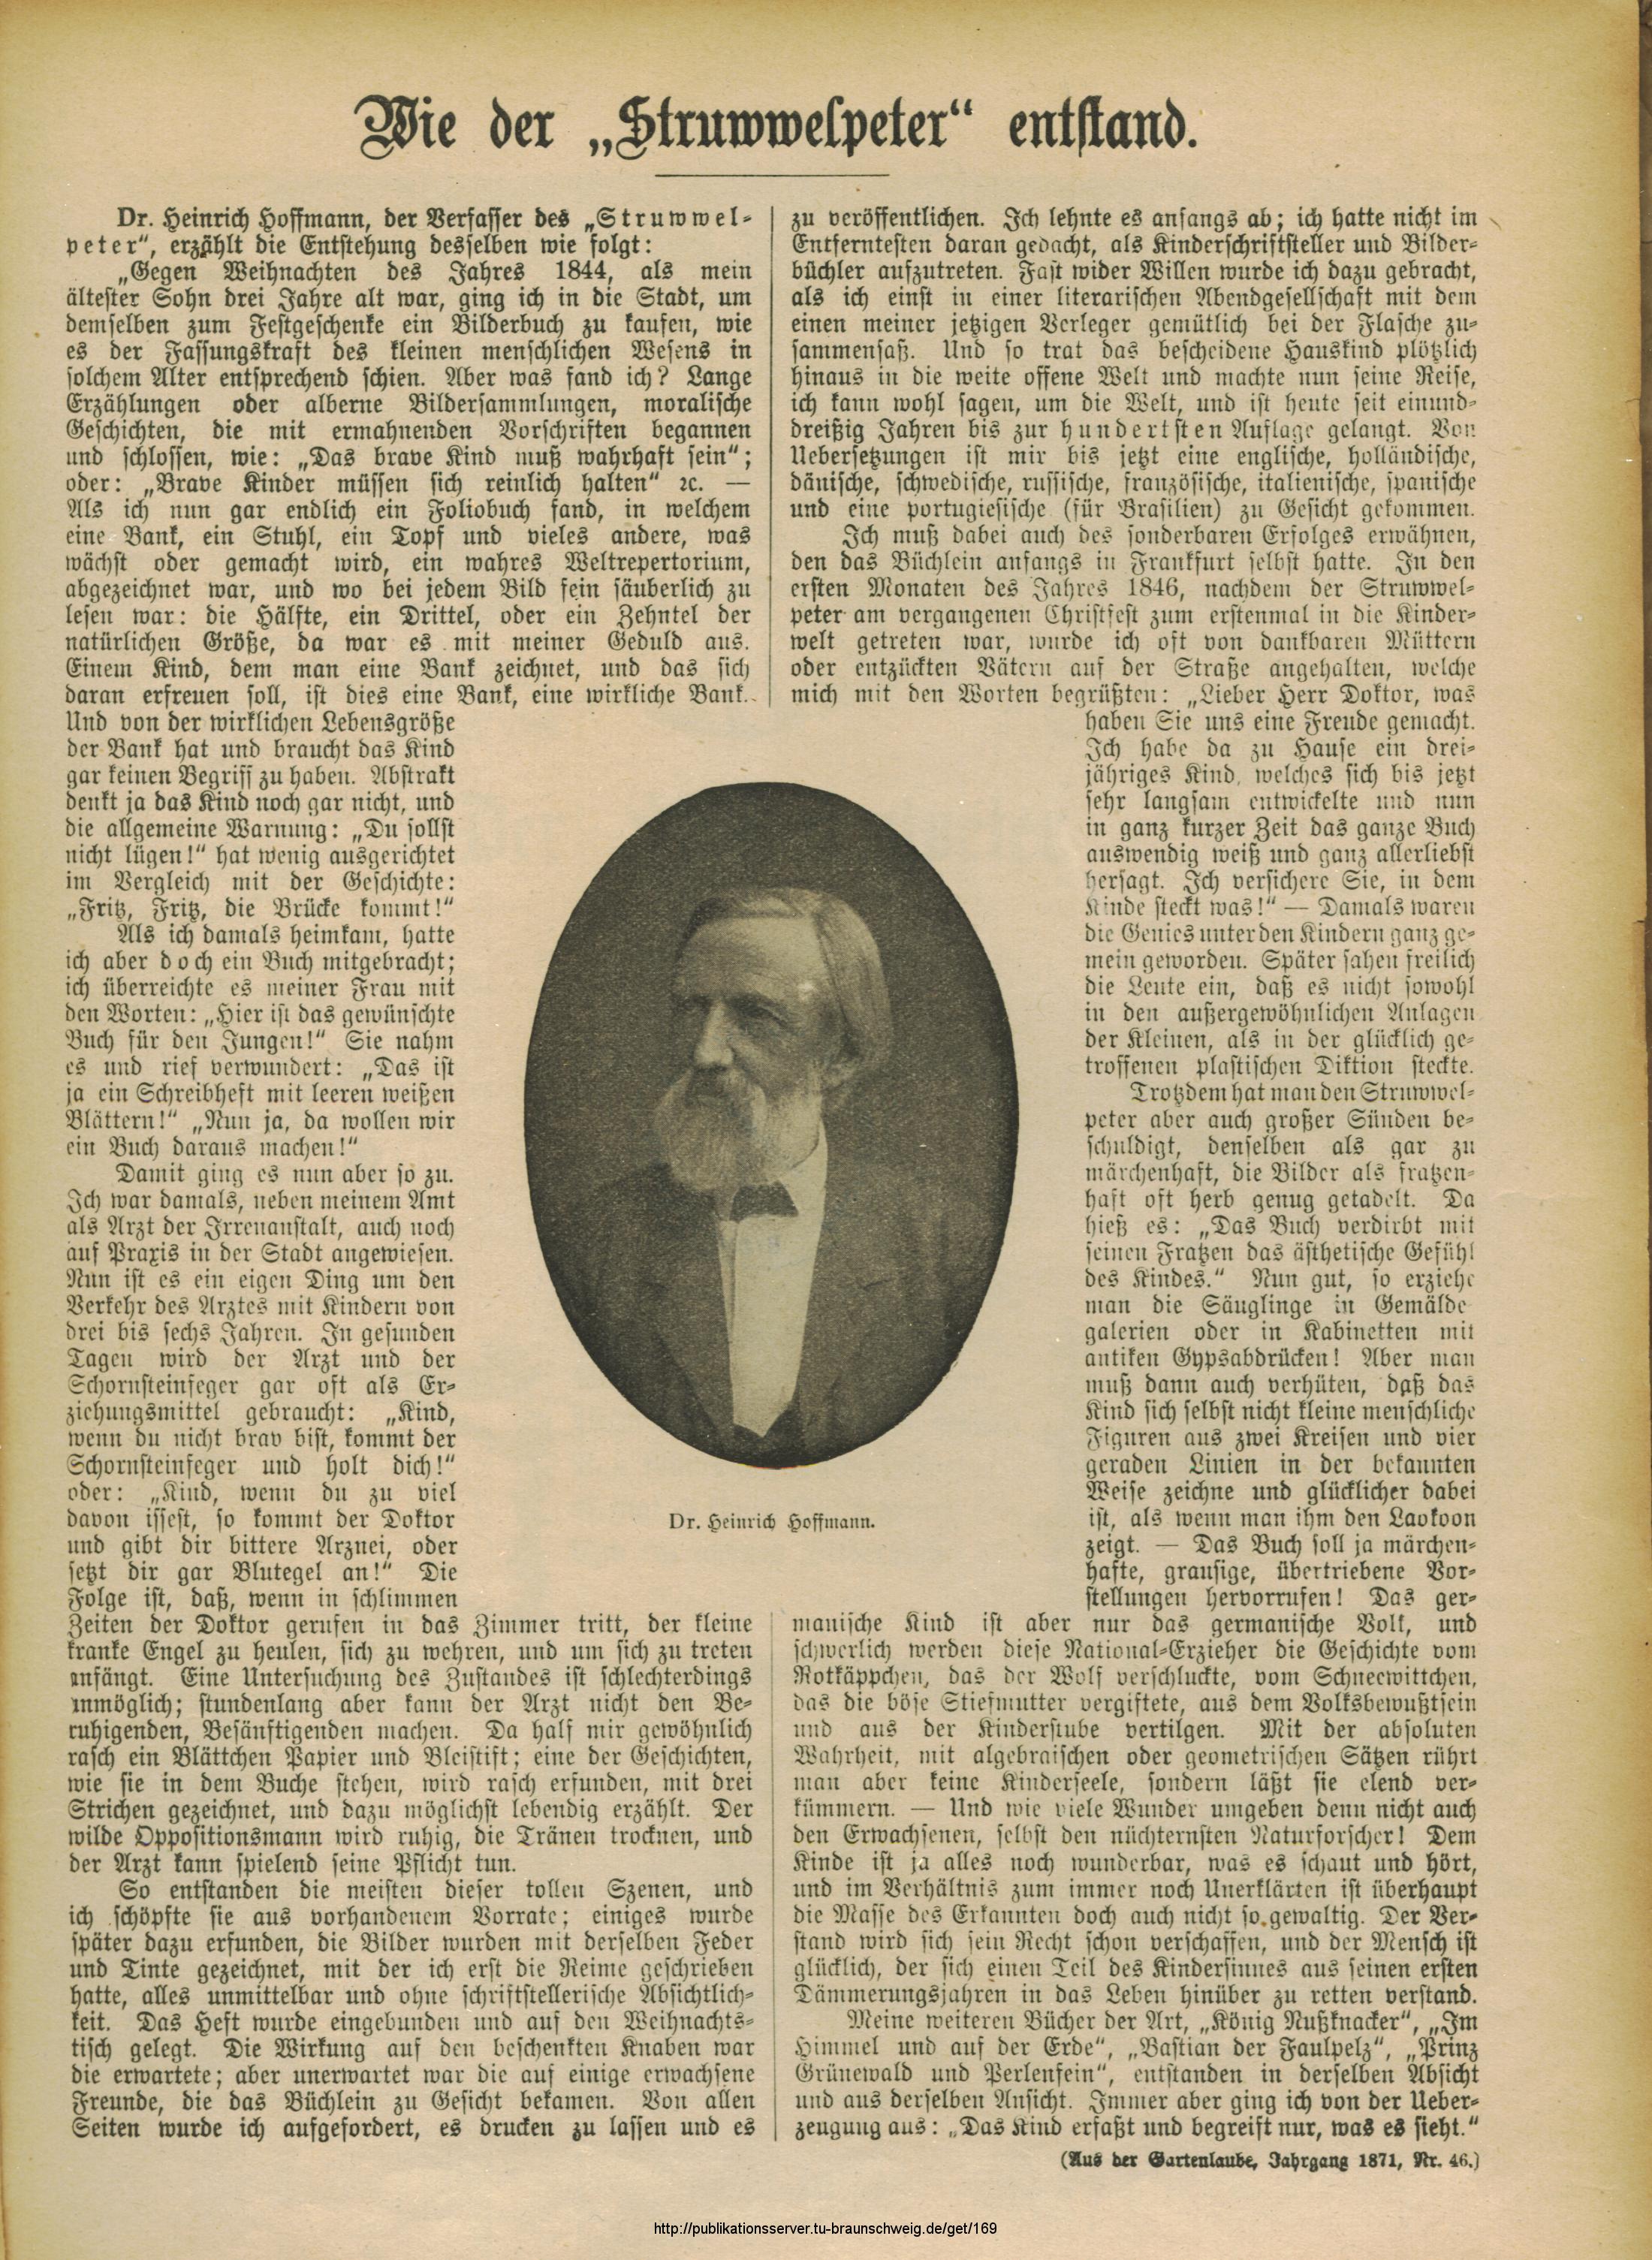 Wie der „Struwwelpeter“ entstand.
Dr. Heinrich Hoffmann, der Verfasser des „Struwwel-
peter“, erzählt die Entstehung desselben wie folgt:
„Gegen Weihnachten des Jahres 1844, als mein
ältester Sohn drei Jahre alt war, ging ich in die Stadt, um
demselben zum Festgeschenke ein Bilderbuch zu kaufen, wie
es der Fassungskraft des kleinen menschlichen Wesens in
solchem Alter entsprechend schien. Aber was fand ich? Lange
Erzählungen oder alberne Bildersammlungen, moralische
Geschichten, die mit ermahnenden Vorschriften begannen
und schlossen, wie: „Das brave Kind muß wahrhaft sein“;
oder: „Brave Kinder müssen sich reinlich halten“ ꝛc. —
Als ich nun gar endlich ein Foliobuch fand, in welchem
eine Bank, ein Stuhl, ein Topf und vieles andere, was
wächst oder gemacht wird, ein wahres Weltrepertorium,
abgezeichnet war, und wo bei jedem Bild fein säuberlich zu
lesen war: die Hälfte, ein Drittel, oder ein Zehntel der
natürlichen Größe, da war es mit meiner Geduld aus.
Einem Kind, dem man eine Bank zeichnet, und das sich
daran erfreuen soll, ist dies eine Bank, eine wirkliche Bank.
Und von der wirklichen Lebensgröße
der Bank hat und braucht das Kind
gar keinen Begriff zu haben. Abstrakt
denkt ja das Kind noch gar nicht, und
die allgemeine Warnung: „Du sollst
nicht lügen!“ hat wenig ausgerichtet
im Vergleich mit der Geschichte:
„Fritz, Fritz, die Brücke kommt!“
Als ich damals heimkam, hatte
ich aber doch ein Buch mitgebracht;
ich überreichte es meiner Frau mit
den Worten: „Hier ist das gewünschte
Buch für den Jungen!“ Sie nahm
es und rief verwundert: „Das ist
ja ein Schreibheft mit leeren weißen
Blättern!“ „Nun ja, da wollen wir
ein Buch daraus machen!“
Damit ging es nun aber so zu.
Ich war damals, neben meinem Amt
als Arzt der Irrenanstalt, auch noch
auf Praxis in der Stadt angewiesen.
Nun ist es ein eigen Ding um den
Verkehr des Arztes mit Kindern von
drei bis sechs Jahren. In gesunden
Tagen wird der Arzt und der
Schornsteinfeger gar oft als Er-
ziehungsmittel gebraucht: „Kind,
wenn du nicht brav bist, kommt der
Schornsteinfeger und holt dich!“
oder: „Kind, wenn du zu viel
davon issest, so kommt der Doktor
und gibt dir bittere Arznei, oder
setzt dir gar Blutegel an!“ Die
Folge ist, daß, wenn in schlimmen
Zeiten der Doktor gerufen in das Zimmer tritt, der kleine
kranke Engel zu heulen, sich zu wehren, und um sich zu treten
anfängt. Eine Untersuchung des Zustandes ist schlechterdings
unmöglich; stundenlang aber kann der Arzt nicht den Be-
ruhigenden, Besänftigenden machen. Da half mir gewöhnlich
rasch ein Blättchen Papier und Bleistift; eine der Geschichten,
wie sie in dem Buche stehen, wird rasch erfunden, mit drei
Strichen gezeichnet, und dazu möglichst lebendig erzählt. Der
wilde Oppositionsmann wird ruhig, die Tränen trocknen, und
der Arzt kann spielend seine Pflicht tun.
So entstanden die meisten dieser tollen Szenen, und
ich schöpfte sie aus vorhandenem Vorrate; einiges wurde
später dazu erfunden, die Bilder wurden mit derselben Feder
und Tinte gezeichnet, mit der ich erst die Reime geschrieben
hatte, alles unmittelbar und ohne schriftstellerische Absichtlich-
keit. Das Heft wurde eingebunden und auf den Weihnachts-
tisch gelegt. Die Wirkung auf den beschenkten Knaben war
die erwartete; aber unerwartet war die auf einige erwachsene
Freunde, die das Büchlein zu Gesicht bekamen. Von allen
Seiten wurde ich aufgefordert, es drucken zu lassen und es
zu veröffentlichen. Ich lehnte es anfangs ab; ich hatte nicht im
Entferntesten daran gedacht, als Kinderschriftsteller und Bilder-
büchler aufzutreten. Fast wider Willen wurde ich dazu gebracht,
als ich einst in einer literarischen Abendgesellschaft mit dem
einen meiner jetzigen Verleger gemütlich bei der Flasche zu-
sammensaß. Und so trat das bescheidene Hauskind plötzlich
hinaus in die weite offene Welt und machte nun seine Reise,
ich kann wohl sagen, um die Welt, und ist heute seit einund-
dreißig Jahren bis zur hundertsten Auflage gelangt. Von
Uebersetzungen ist mir bis jetzt eine englische, holländische,
dänische, schwedische, russische, französische, italienische, spanische
und eine portugiesische (für Brasilien) zu Gesicht gekommen.
Ich muß dabei auch des sonderbaren Erfolges erwähnen,
den das Büchlein anfangs in Frankfurt selbst hatte. In den
ersten Monaten des Jahres 1846, nachdem der Struwwel-
peter am vergangenen Christfest zum erstenmal in die Kinder-
welt getreten war, wurde ich oft von dankbaren Müttern
oder entzückten Vätern auf der Straße angehalten, welche
mich mit den Worten begrüßten: „Lieber Herr Doktor, was
haben Sie uns eine Freude gemacht.
Ich habe da zu Hause ein drei-
jähriges Kind, welches sich bis jetzt
sehr langsam entwickelte und nun
in ganz kurzer Zeit das ganze Buch
auswendig weiß und ganz allerliebst
hersagt. Ich versichere Sie, in dem
Kinde steckt was!“ — Damals waren
die Genies unter den Kindern ganz ge-
mein geworden. Später sahen freilich
die Leute ein, daß es nicht sowohl
in den außergewöhnlichen Anlagen
der Kleinen, als in der glücklich ge-
troffenen plastischen Diktion steckte.
Trotzdem hat man den Struwwel-
peter aber auch großer Sünden be-
schuldigt, denselben als gar zu
märchenhaft, die Bilder als fratzen-
haft oft herb genug getadelt. Da
hieß es: „Das Buch verdirbt mit
seinen Fratzen das ästhetische Gefühl
des Kindes.“ Nun gut, so erziehe
man die Säuglinge in Gemälde-
galerien oder in Kabinetten mit
antiken Gypsabdrücken! Aber man
muß dann auch verhüten, daß das
Kind sich selbst nicht kleine menschliche
Figuren aus zwei Kreisen und vier
geraden Linien in der bekannten
Weise zeichne und glücklicher dabei
ist, als wenn man ihm den Laokoon
zeigt. — Das Buch soll ja märchen-
hafte, grausige, übertriebene Vor-
stellungen hervorrufen! Das ger-
manische Kind ist aber nur das germanische Volk, und
schwerlich werden diese National-Erzieher die Geschichte vom
Rotkäppchen, das der Wolf verschluckte, vom Schneewittchen,
das die böse Stiefmutter vergiftete, aus dem Volksbewußtsein
und aus der Kinderstube vertilgen. Mit der absoluten
Wahrheit, mit algebraischen oder geometrischen Sätzen rührt
man aber keine Kinderseele, sondern läßt sie elend ver-
kümmern. — Und wie viele Wunder umgeben denn nicht auch
den Erwachsenen, selbst den nüchternsten Naturforscher! Dem
Kinde ist ja alles noch wunderbar, was es schaut und hört,
und im Verhältnis zum immer noch Unerklärten ist überhaupt
die Masse des Erkannten doch auch nicht so gewaltig. Der Ver-
stand wird sich sein Recht schon verschaffen, und der Mensch ist
glücklich, der sich einen Teil des Kindersinnes aus seinen ersten
Dämmerungsjahren in das Leben hinüber zu retten verstand.
Meine weiteren Bücher der Art, „König Nußknacker“, „Im
Himmel und auf der Erde“, „Bastian der Faulpelz“, „Prinz
Grünewald und Perlenfein“, entstanden in derselben Absicht
und aus derselben Ansicht. Immer aber ging ich von der Ueber-
zeugung aus: „Das Kind erfaßt und begreift nur, was es sieht.“
(Aus der Gartenlaube, Jahrgang 1871, Nr. 46.)
Dr. Heinrich Hoffmann.
http://publikationsserver.tu-braunschweig.de/get/169